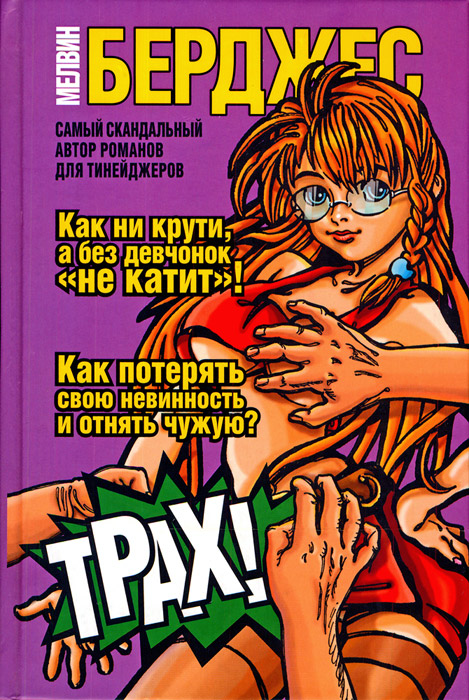 МЕЛВИН
БЕРДЖЕС
САМЫЙ СКАНДАЛЬНЫЙ
АВТОР РОМАНОВ
ДЛЯ ТИНЕЙДЖЕРОВ
Как ни крути,
а без девчонок
«не катит»!
Как потерять
свою невинность
и отнять чужую?
ТРАХ!